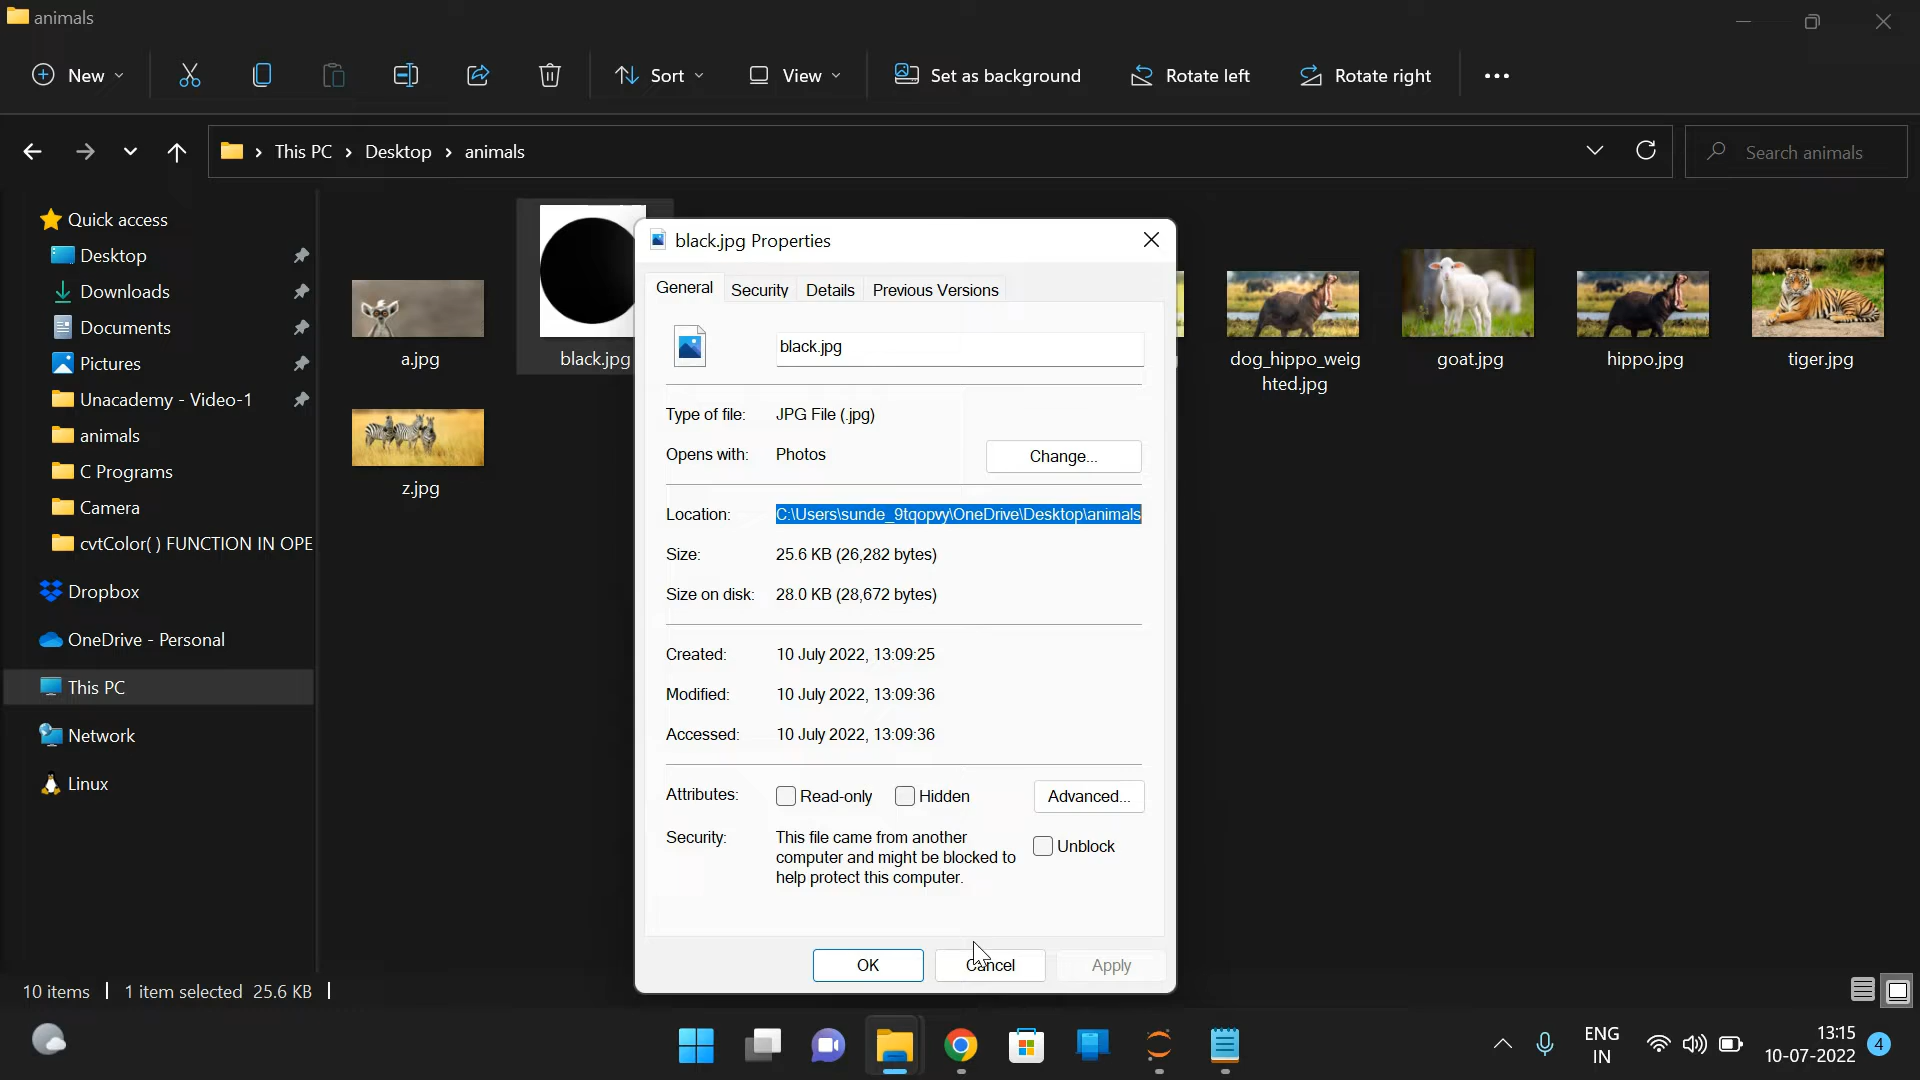 animals
New
Sort
View
Set as background
Rotate left
Rotate right
This PC
Desktop
animals
Search animals
Quick access
Desktop
Downloads
Documents
Pictures
Unacademy - Video-1
animals
C Programs
Camera
cvtColor( ) FUNCTION IN OPE
Dropbox
OneDrive - Personal
This PC
Network
Linux
a.jpg
black.jpg
dog_hippo_weig
hted.jpg
goat.jpg
hippo.jpg
tiger.jpg
z.jpg
black.jpg Properties
General
Security
Details
Previous Versions
black.jpg
Type of file: JPG File (.jpg)
Opens with: Photos
Change...
Location: C:\Users\sunde_9tqopvy\OneDrive\Desktop\animals
Size: 25.6 KB (26,282 bytes)
Size on disk: 28.0 KB (28,672 bytes)
Created: 10 July 2022, 13:09:25
Modified: 10 July 2022, 13:09:36
Accessed: 10 July 2022, 13:09:36
Attributes: Read-only Hidden Advanced...
Security: This file came from another
computer and might be blocked to
help protect this computer.
Unblock
OK
Cancel
Apply
10 items
1 item selected 25.6 KB
ENG
IN
13:15
10-07-2022
4